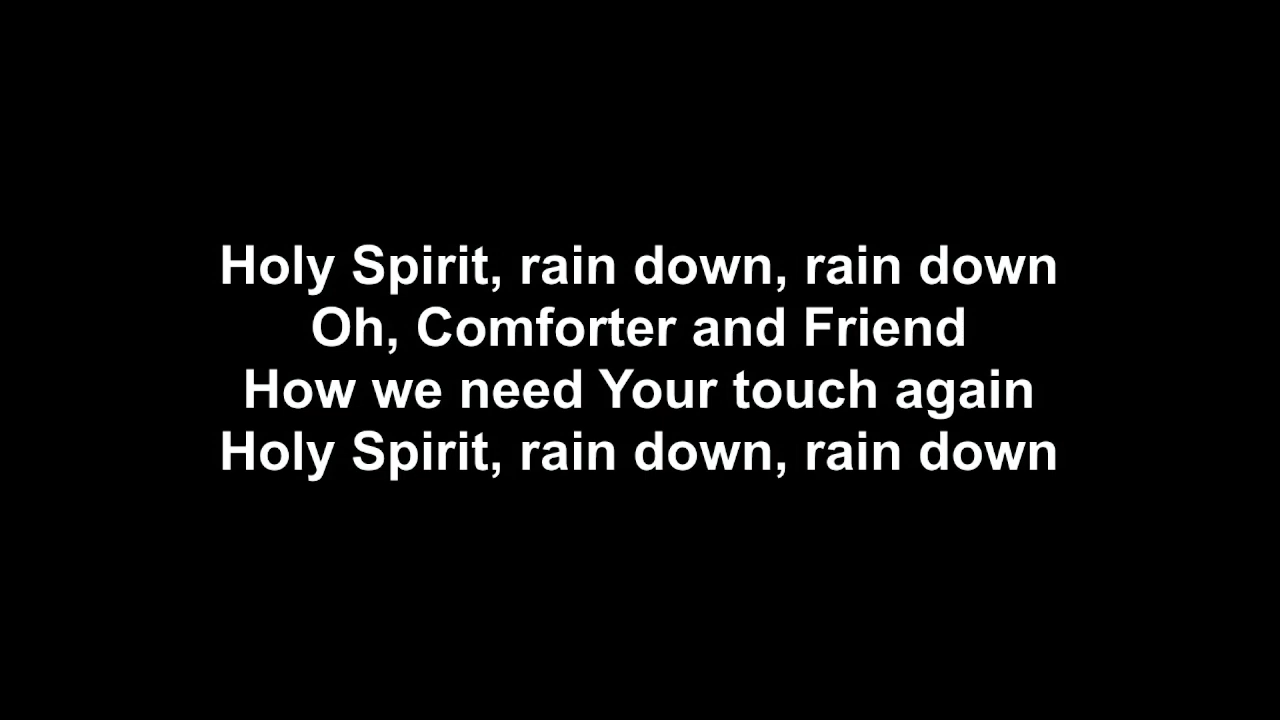 Holy Spirit, rain down, rain down
Oh, Comforter and Friend
How we need Your touch again
Holy Spirit, rain down, rain down